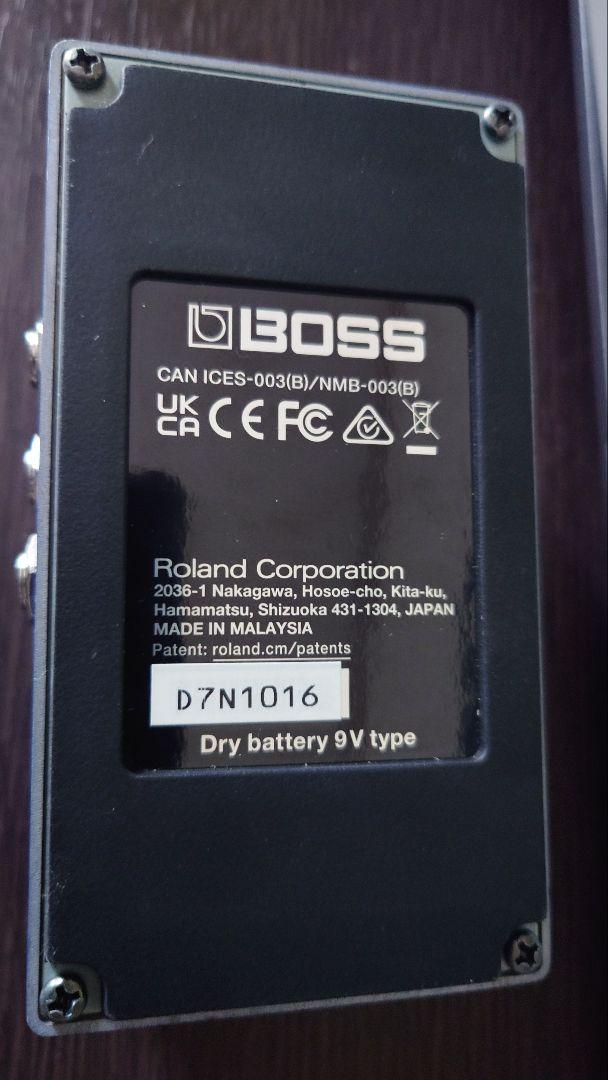 BOSS
CAN ICES-003(B)/NMB-003(B)
UK CA CE FC
Roland Corporation
2036-1 Nakagawa, Hosoe-cho, Kita-ku,
Hamamatsu, Shizuoka 431-1304, JAPAN
MADE IN MALAYSIA
Patent: roland.cm/patents
D7N1016
Dry battery 9V type